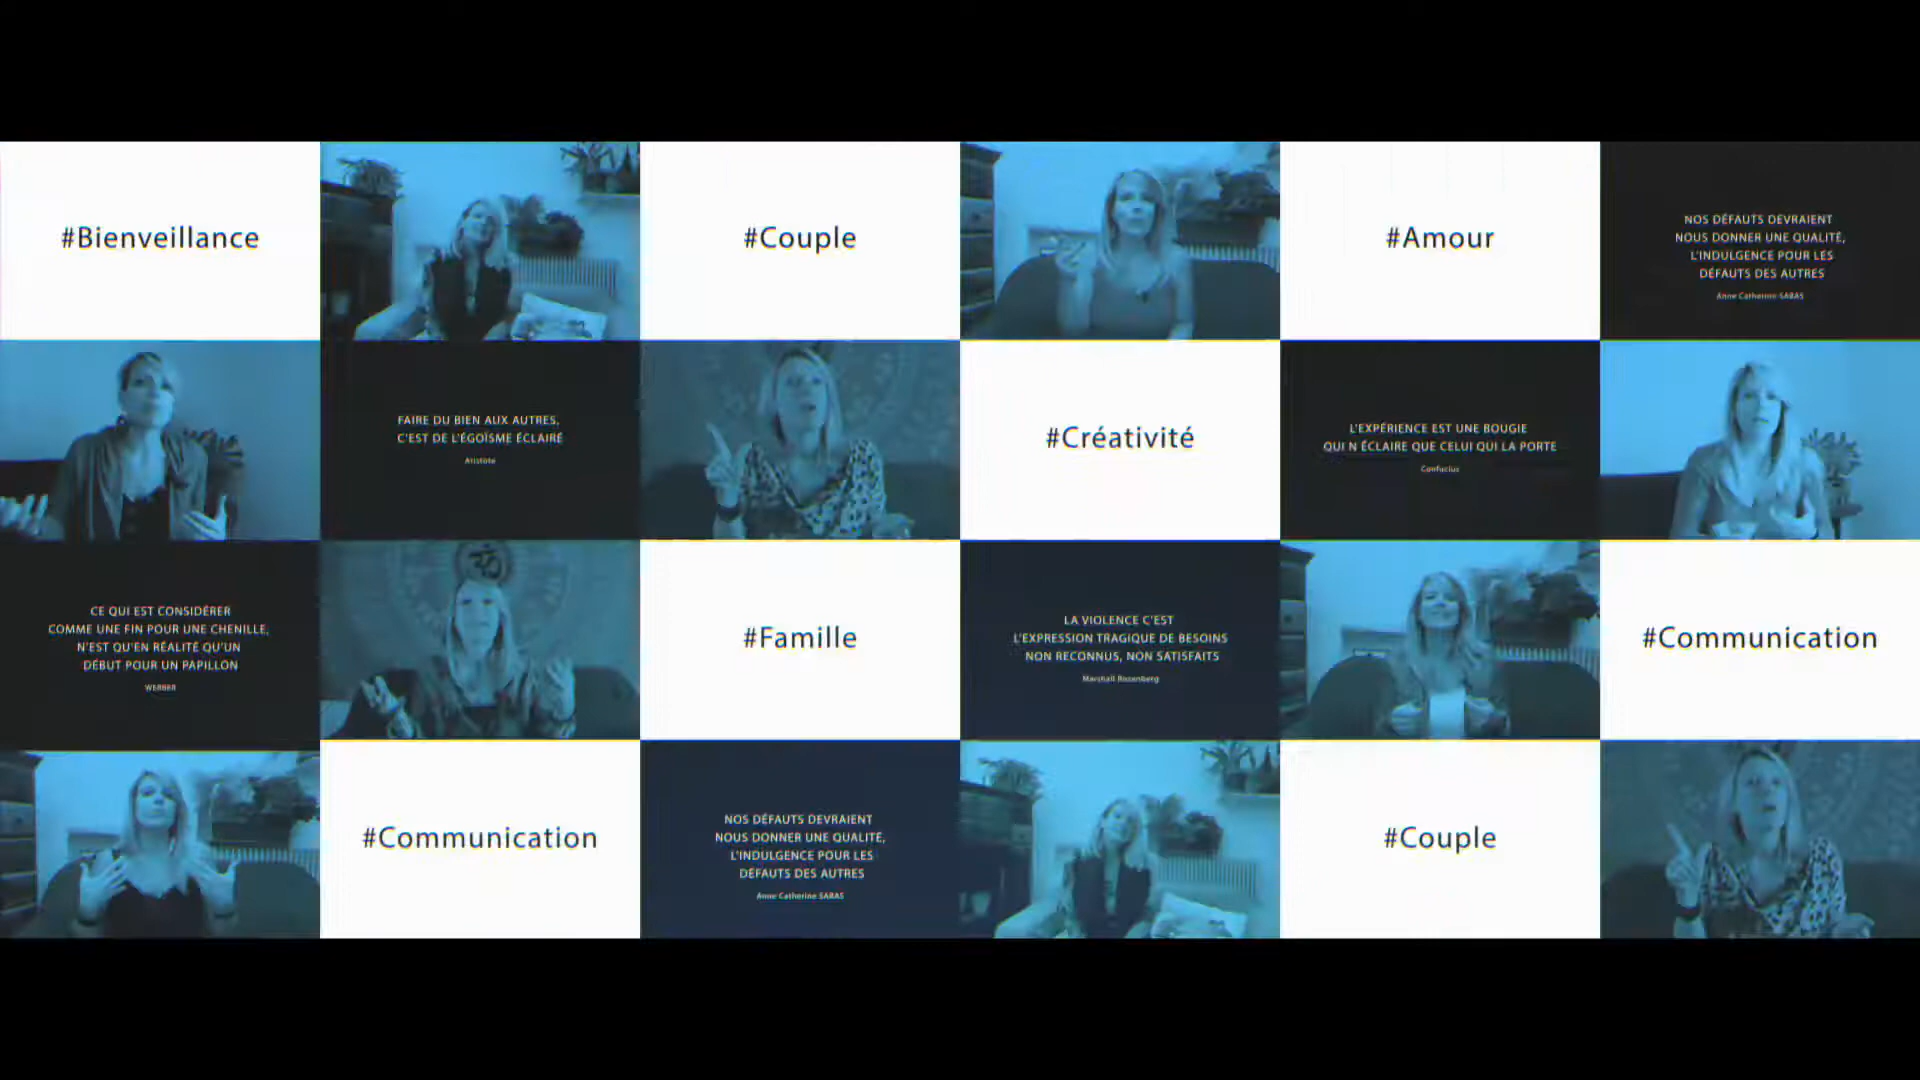 #Bienveillance
#Couple
#Amour
NOS DÉFAUTS DEVRAIENT
NOUS DONNER UNE QUALITÉ,
L'INDULGENCE POUR LES
DÉFAUTS DES AUTRES
Anne Catherine SABAS
FAIRE DU BIEN AUX AUTRES,
C'EST DE L'ÉGOÏSME ÉCLAIRÉ
Aristote
#Créativité
L'EXPÉRIENCE EST UNE BOUGIE
QUI N ÉCLAIRE QUE CELUI QUI LA PORTE
Confucius
CE QUI EST CONSIDÉRER
COMME UNE FIN POUR UNE CHENILLE,
N'EST QU'EN RÉALITÉ QU'UN
DÉBUT POUR UN PAPILLON
WERBER
#Famille
LA VIOLENCE C'EST
L'EXPRESSION TRAGIQUE DE BESOINS
NON RECONNUS, NON SATISFAITS
Marshall Rosenberg
#Communication
#Communication
NOS DÉFAUTS DEVRAIENT
NOUS DONNER UNE QUALITÉ,
L'INDULGENCE POUR LES
DÉFAUTS DES AUTRES
Anne Catherine SABAS
#Couple